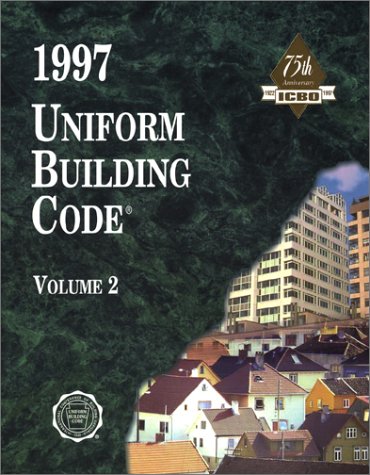 1997
UNIFORM
BUILDING
CODE®
VOLUME 2
75th
Anniversary
1922 ICBO 1997
UNIFORM
BUILDING
CODE
®